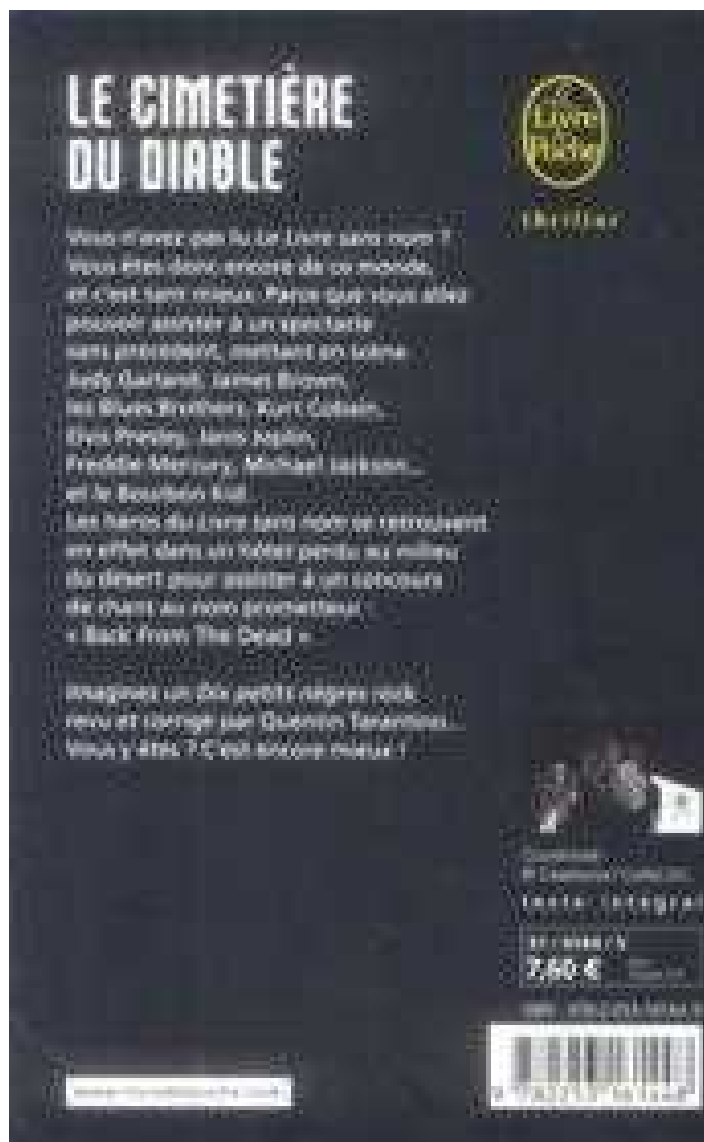 LE CIMETIÈRE
DU DIABLE
Le
Livre
de
Poche
thriller
Vous n'avez pas lu Le Livre sans nom ?
Vous êtes donc encore de ce monde,
et c'est tant mieux. Parce que vous allez
pouvoir assister à un spectacle
sans précédent, mettant en scène
Judy Garland, James Brown,
les Blues Brothers, Kurt Cobain,
Elvis Presley, Janis Joplin,
Freddie Mercury, Michael Jackson...
et le Bourbon Kid.
Les héros du Livre sans nom se retrouvent
en effet dans un hôtel perdu au milieu
du désert pour assister à un concours
de chant au nom prometteur :
« Back From The Dead ».
Imaginez un Dix petits nègres rock
revu et corrigé par Quentin Tarantino...
Vous y êtes ? C'est encore mieux !
Couverture :
texte intégral
7,60 €